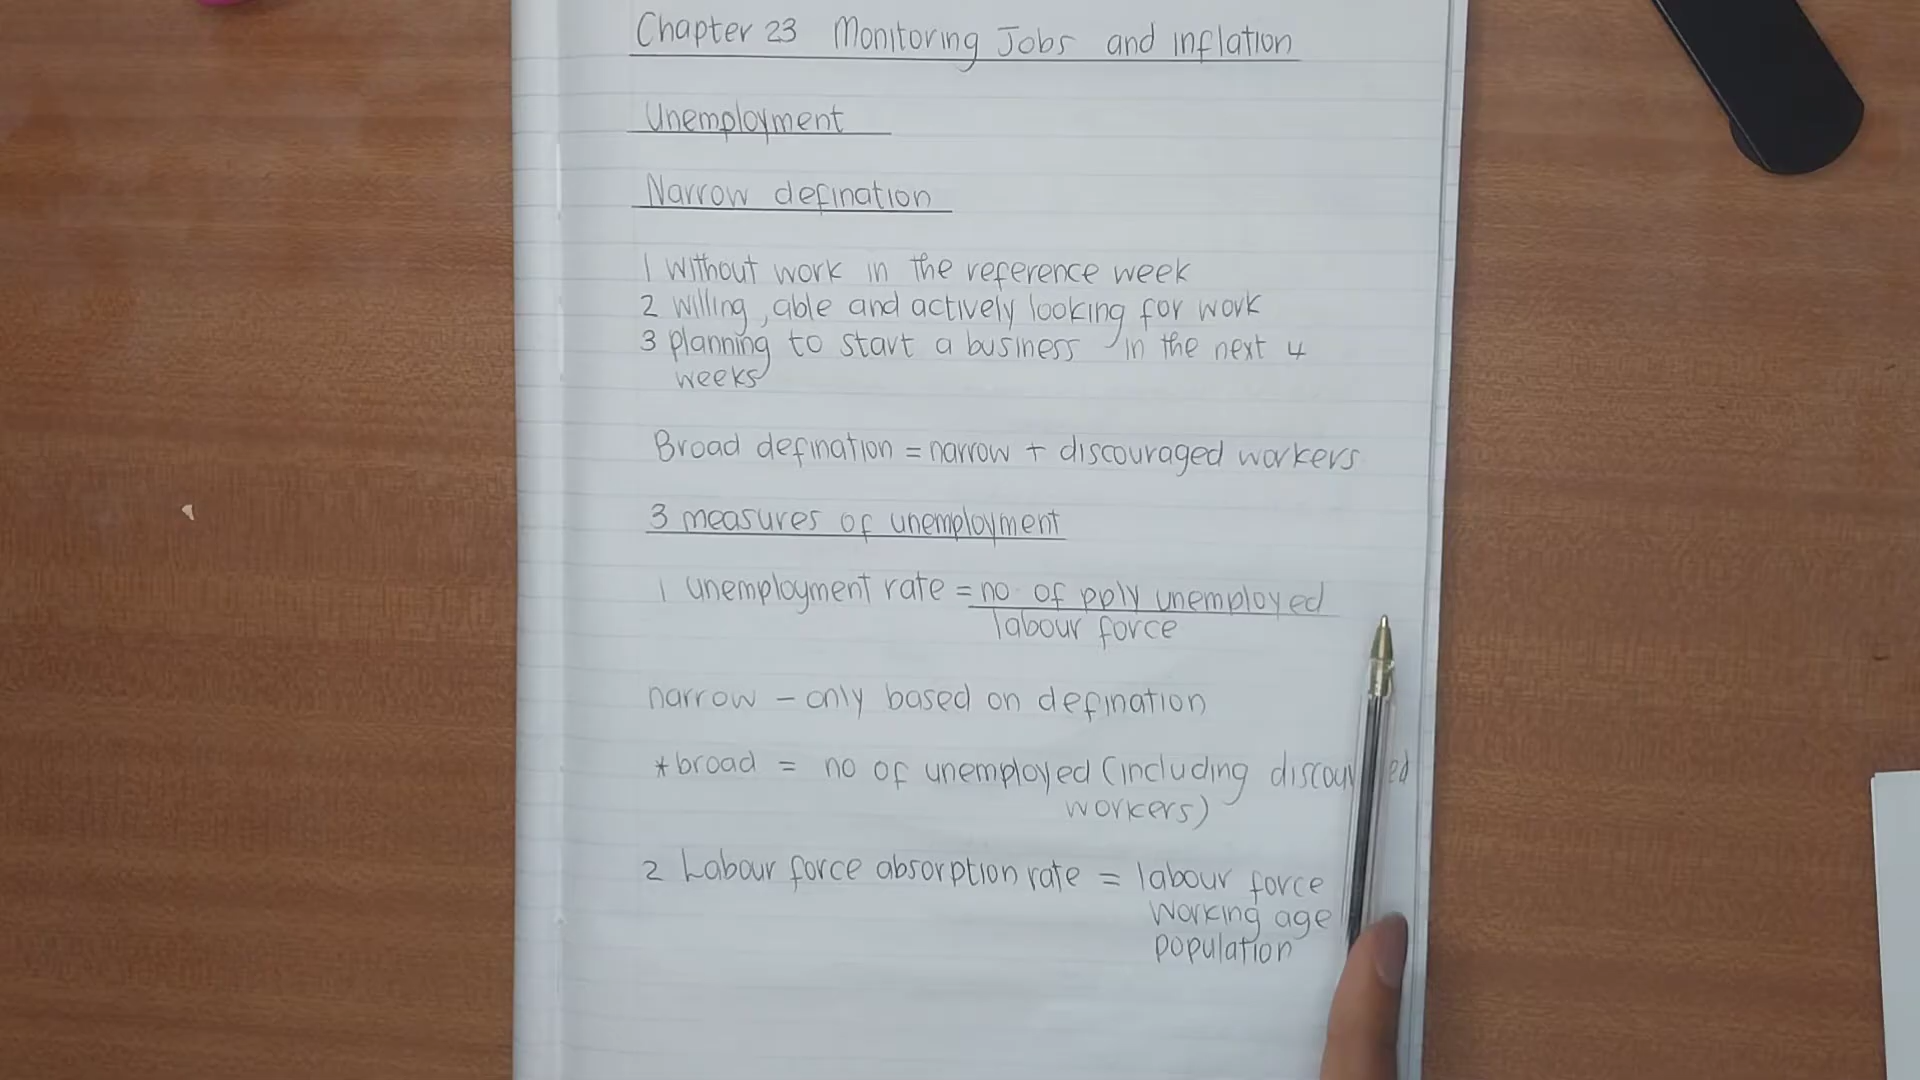 Chapter 23 Monitoring Jobs and inflation
Unemployment
Narrow defination
1 without work in the reference week
2 willing, able and actively looking for work
3 planning to start a business in the next 4
weeks
Broad defination = narrow + discouraged workers
3 measures of unemployment
1 unemployment rate = no. of pply unemployed
labour force
narrow - only based on defination
* broad = no of unemployed (including
workers)
2 Labour force absorption rate = labour force
working age
population